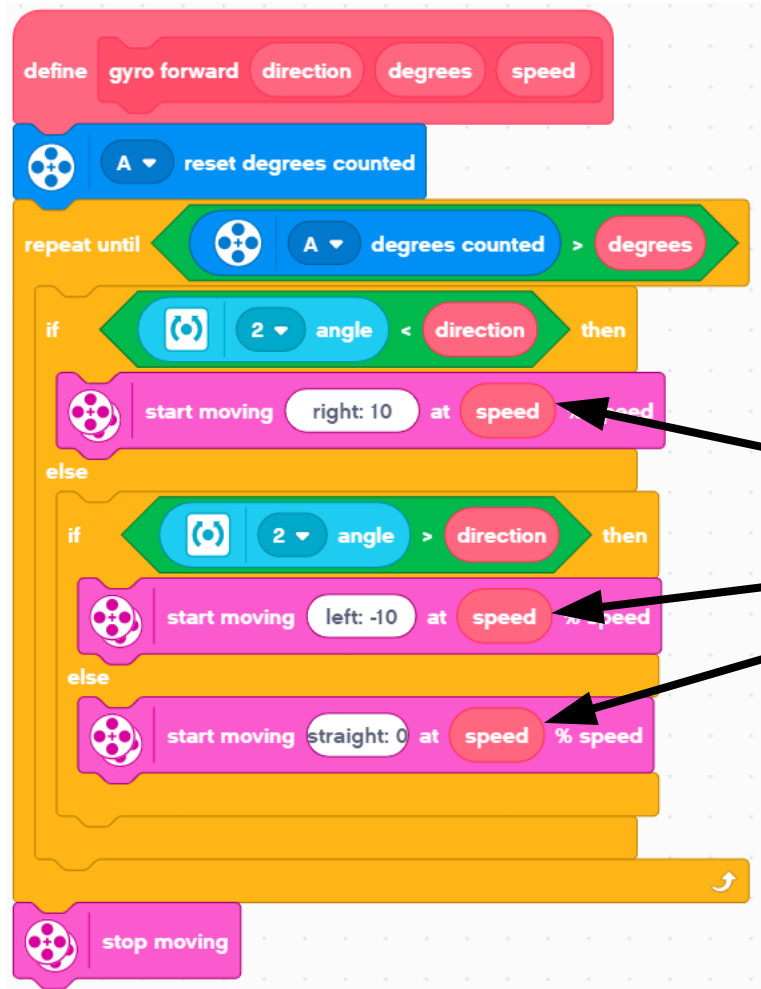 define gyro forward direction degrees speed
A reset degrees counted
repeat until A degrees counted > degrees
if 2 angle < direction then
start moving right: 10 at speed % speed
else
if 2 angle > direction then
start moving left: -10 at speed % speed
else
start moving straight: 0 at speed % speed
stop moving